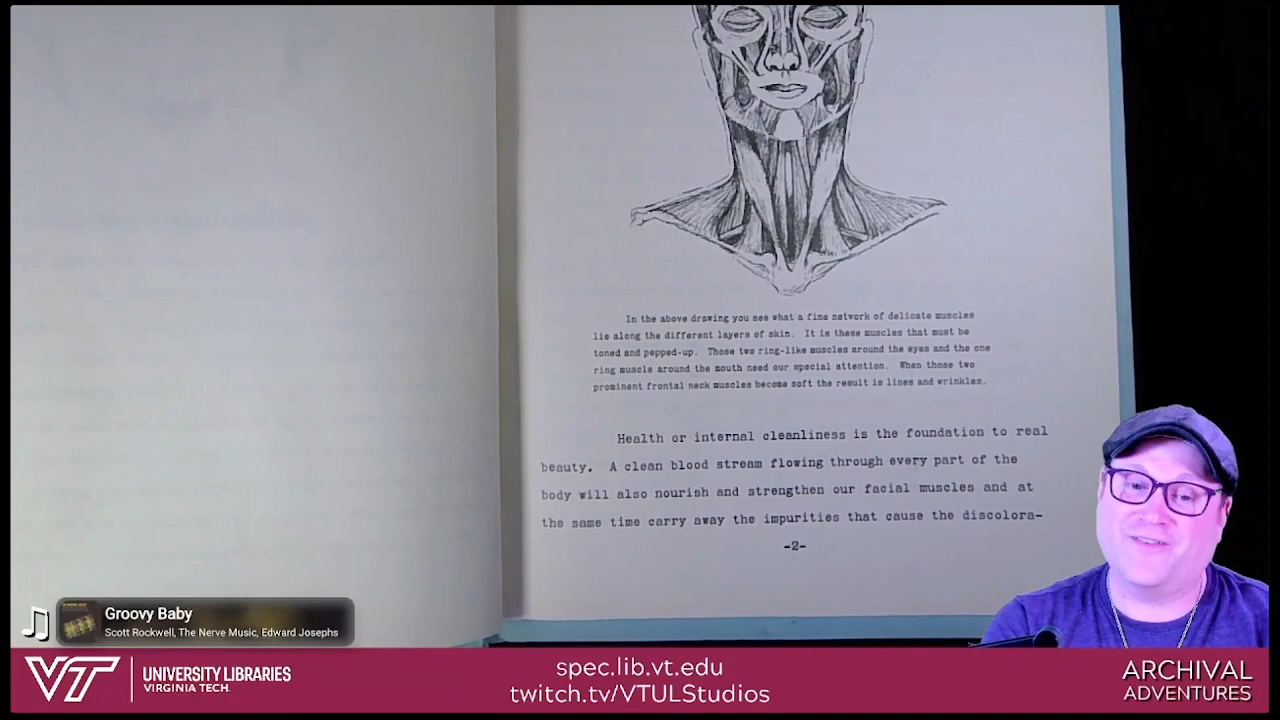 In the above drawing you see what a fine network of delicate muscles
lie along the different layers of skin. It is these muscles that must be
toned and pepped-up. Those two ring-like muscles around the eyes and the one
ring muscle around the mouth need our special attention. When those two
prominent frontal neck muscles become soft the result is lines and wrinkles.
Health or internal cleanliness is the foundation to real
beauty. A clean blood stream flowing through every part of the
body will also nourish and strengthen our facial muscles and at
the same time carry away the impurities that cause the discolora-
-2-
Groovy Baby
Scott Rockwell, The Nerve Music, Edward Josephs
VT
UNIVERSITY LIBRARIES
VIRGINIA TECH.
spec.lib.vt.edu
twitch.tv/VTULStudios
ARCHIVAL
ADVENTURES